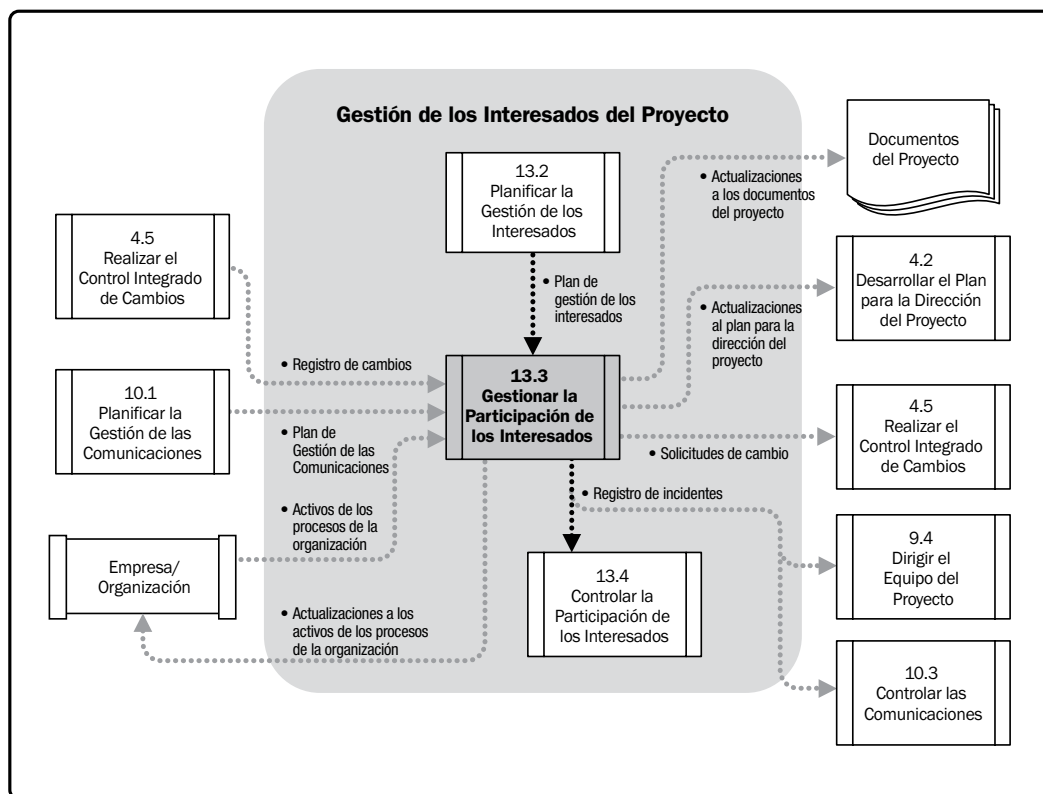 Gestión de los Interesados del Proyecto
13.2
Planificar la
Gestión de los
Interesados
• Plan de
gestión de los
interesados
4.5
Realizar el
Control Integrado
de Cambios
• Registro de cambios
10.1
Planificar la
Gestión de las
Comunicaciones
• Plan de
Gestión de las
Comunicaciones
• Activos de los
procesos de la
organización
Empresa/
Organización
• Actualizaciones a los
activos de los procesos
de la organización
13.3
Gestionar la
Participación de
los Interesados
• Registro de incidentes
13.4
Controlar la
Participación de
los Interesados
• Actualizaciones
a los documentos
del proyecto
Documentos
del Proyecto
• Actualizaciones
al plan para la
dirección del
proyecto
4.2
Desarrollar el Plan
para la Dirección
del Proyecto
• Solicitudes de cambio
4.5
Realizar el
Control Integrado
de Cambios
9.4
Dirigir el
Equipo del
Proyecto
10.3
Controlar las
Comunicaciones